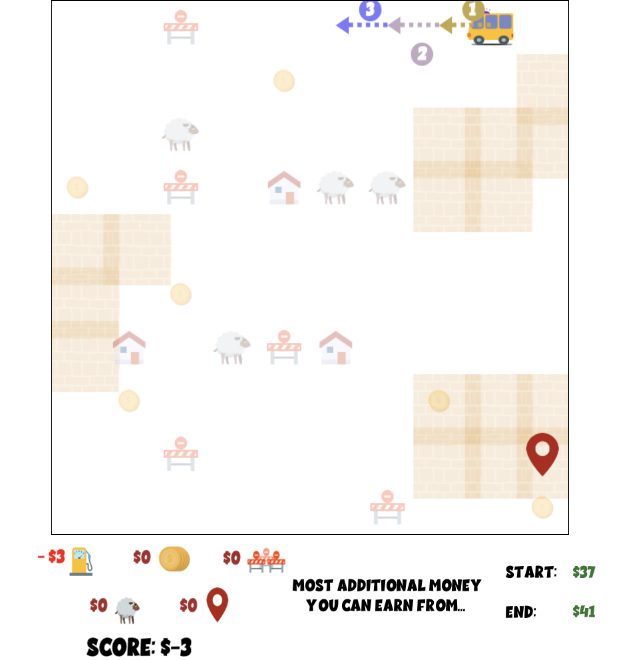 3
1
2
- $3
$0
$0
$0
$0
MOST ADDITIONAL MONEY
YOU CAN EARN FROM...
START: $37
END: $41
SCORE: $-3